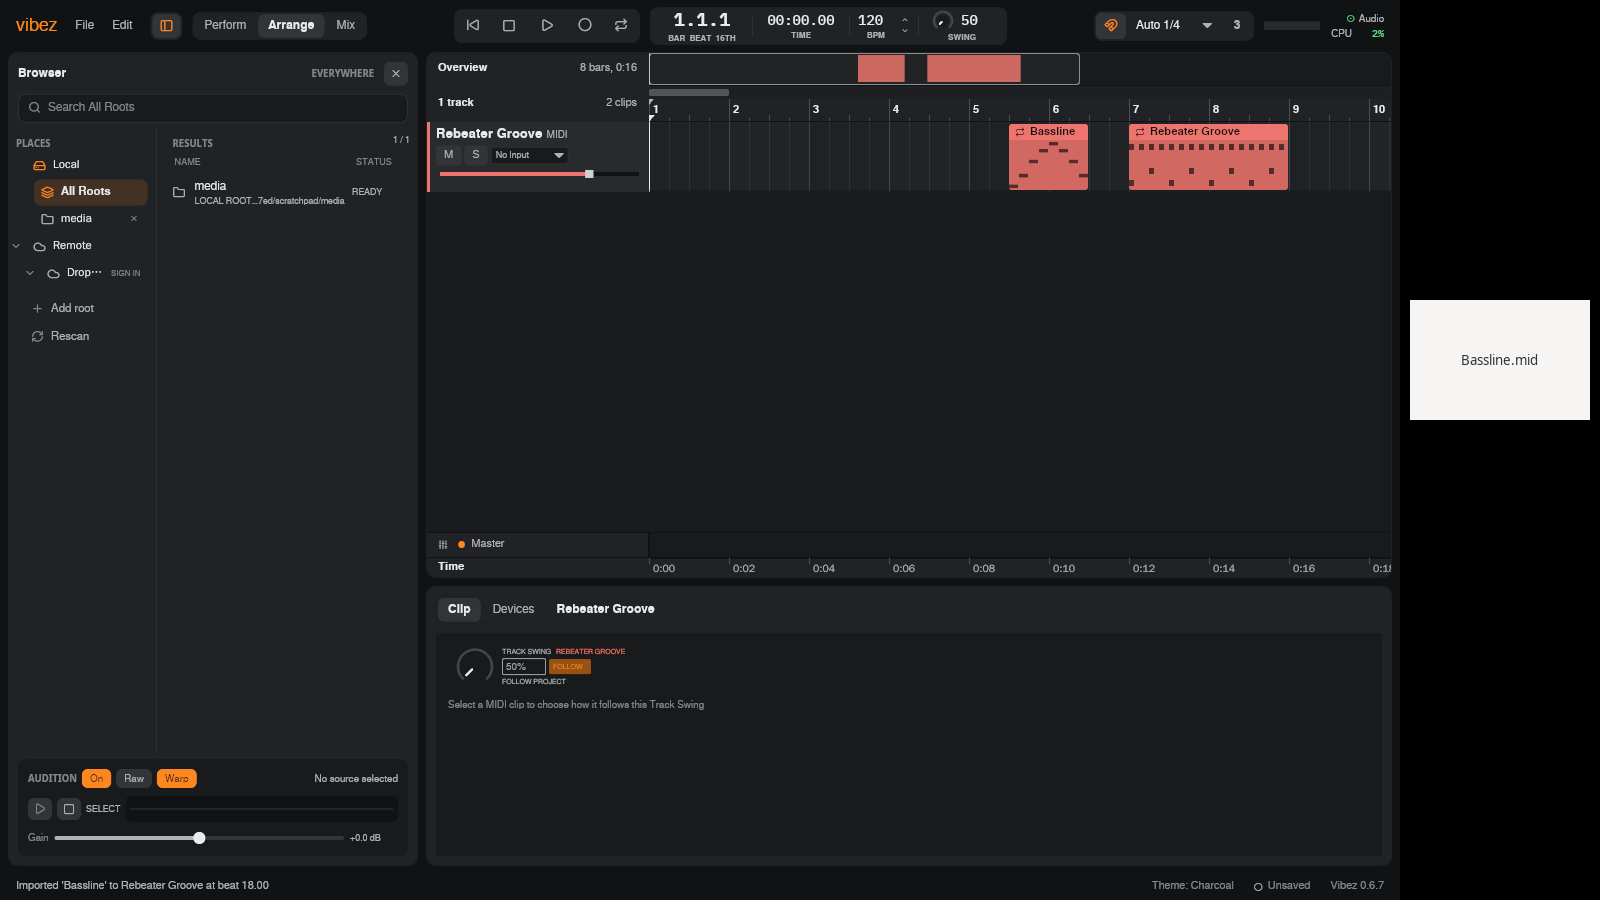 vibez File Edit Perform Arrange Mix 1.1.1 00:00.00 120 50 Auto 1/4 3 Audio
BAR BEAT 16TH TIME BPM SWING CPU 2%
Browser EVERYWHERE
Search All Roots
PLACES
Local
All Roots
media
Remote
Drop··· SIGN IN
Add root
Rescan
RESULTS 1 / 1
NAME STATUS
media READY
LOCAL ROOT...7ed/scratchpad/media
AUDITION On Raw Warp No source selected
SELECT
Gain +0.0 dB
Overview 8 bars, 0:16
1 track 2 clips
1 2 3 4 5 6 7 8 9 10
Rebeater Groove MIDI
M S No Input
Bassline Rebeater Groove
Master
Time 0:00 0:02 0:04 0:06 0:08 0:10 0:12 0:14 0:16
Clip Devices Rebeater Groove
TRACK SWING REBEATER GROOVE
50% FOLLOW
FOLLOW PROJECT
Select a MIDI clip to choose how it follows this Track Swing
Imported 'Bassline' to Rebeater Groove at beat 18.00 Theme: Charcoal Unsaved Vibez 0.6.7
Bassline.mid